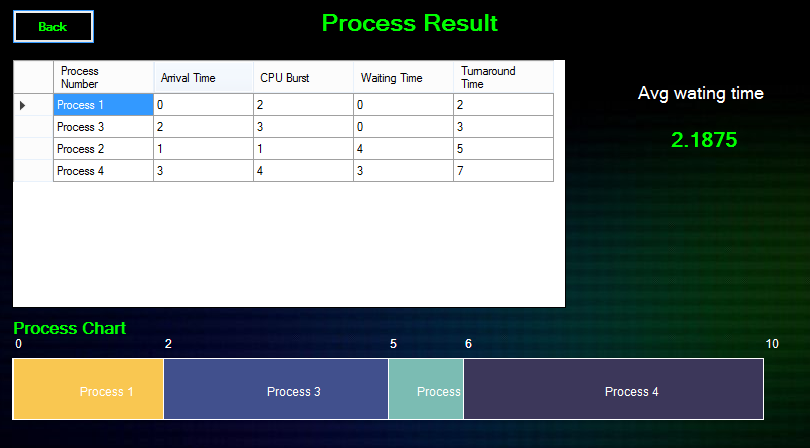 Back
Process Result
Process Number Arrival Time CPU Burst Waiting Time Turnaround Time
Process 1 0 2 0 2
Process 3 2 3 0 3
Process 2 1 1 4 5
Process 4 3 4 3 7
Avg wating time
2.1875
Process Chart
0 2 5 6 10
Process 1 Process 3 Process Process 4